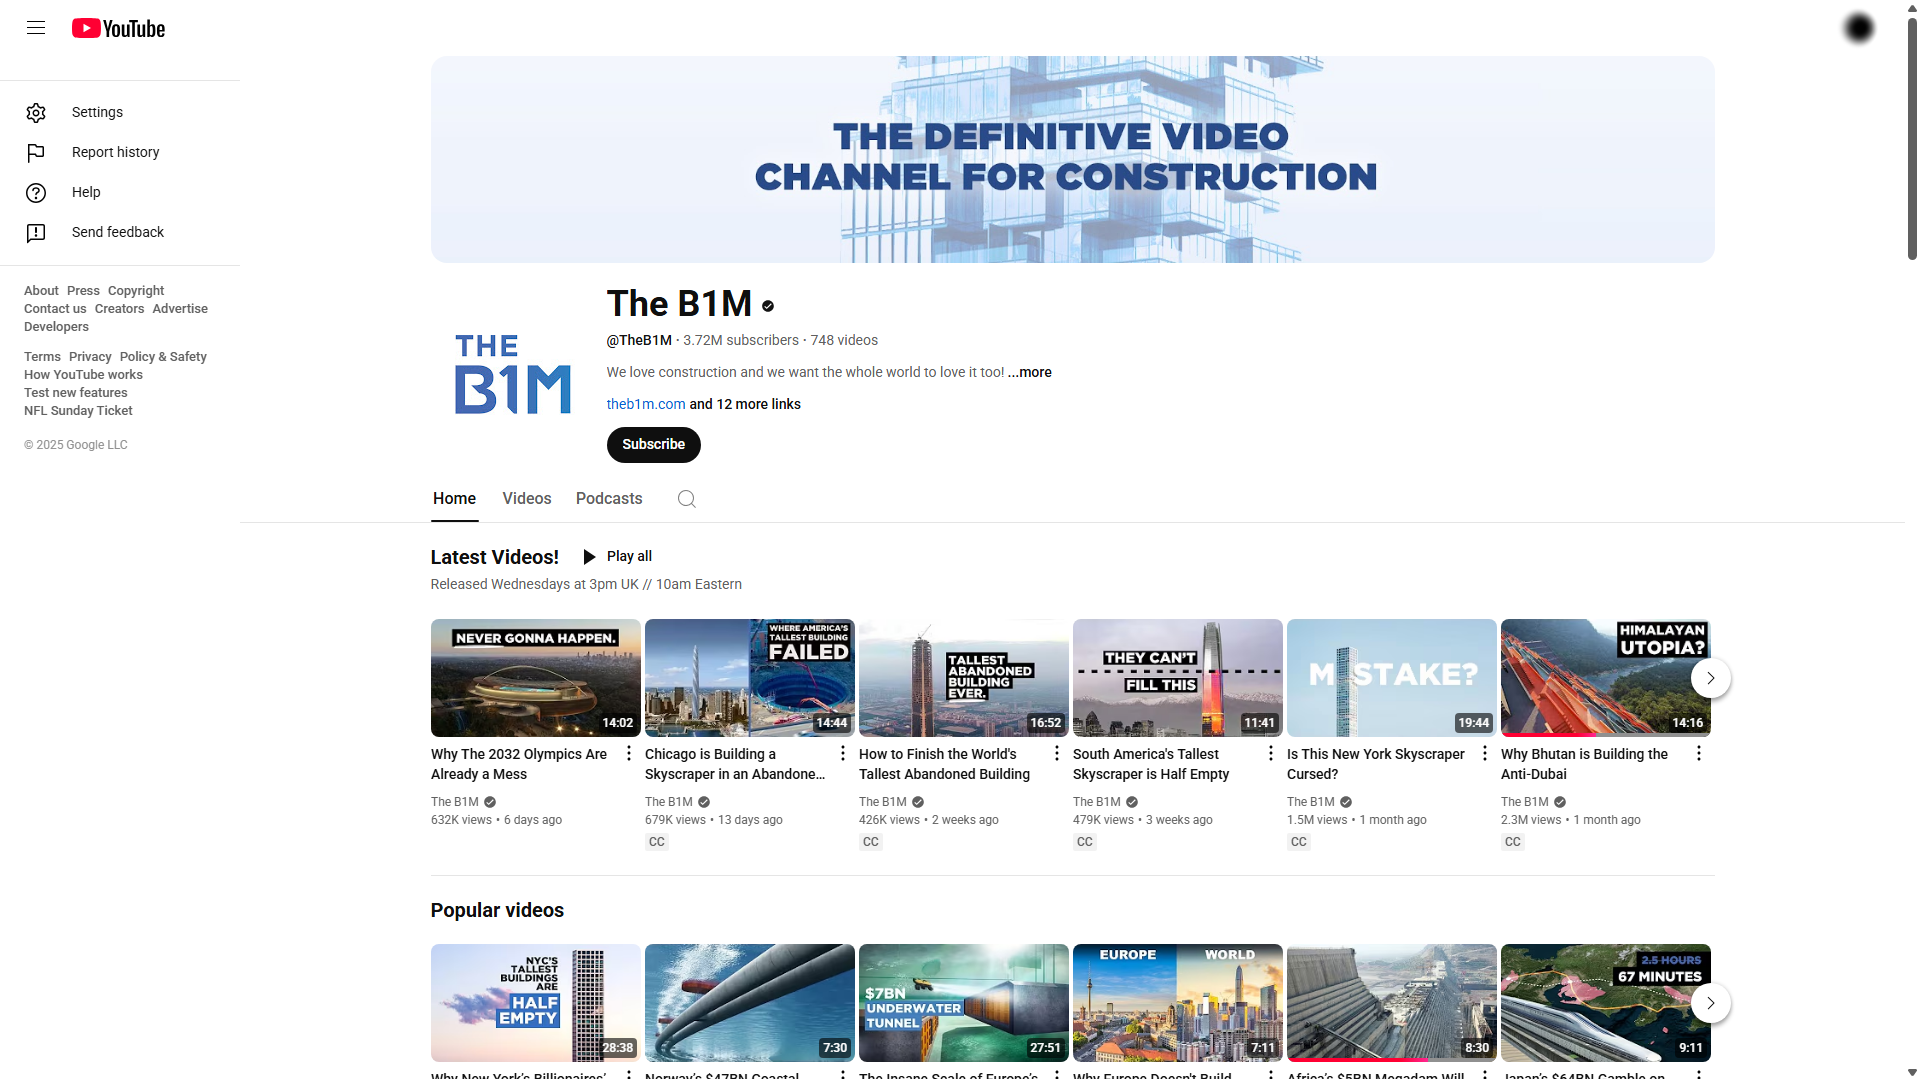 YouTube
Settings
Report history
Help
Send feedback
About Press Copyright
Contact us Creators Advertise
Developers
Terms Privacy Policy & Safety
How YouTube works
Test new features
NFL Sunday Ticket
© 2025 Google LLC
THE DEFINITIVE VIDEO
CHANNEL FOR CONSTRUCTION
THE
B1M
The B1M
@TheB1M · 3.72M subscribers · 748 videos
We love construction and we want the whole world to love it too! ...more
theb1m.com and 12 more links
Subscribe
Home Videos Podcasts
Latest Videos! Play all
Released Wednesdays at 3pm UK // 10am Eastern
NEVER GONNA HAPPEN.
14:02
Why The 2032 Olympics Are
Already a Mess
The B1M
632K views • 6 days ago
WHERE AMERICA'S
TALLEST BUILDING
FAILED
14:44
Chicago is Building a
Skyscraper in an Abandone...
The B1M
679K views • 13 days ago
CC
TALLEST
ABANDONED
BUILDING
EVER.
16:52
How to Finish the World's
Tallest Abandoned Building
The B1M
426K views • 2 weeks ago
CC
THEY CAN'T
FILL THIS
11:41
South America's Tallest
Skyscraper is Half Empty
The B1M
479K views • 3 weeks ago
CC
M STAKE?
19:44
Is This New York Skyscraper
Cursed?
The B1M
1.5M views • 1 month ago
CC
HIMALAYAN
UTOPIA?
14:16
Why Bhutan is Building the
Anti-Dubai
The B1M
2.3M views • 1 month ago
CC
Popular videos
NYC'S
TALLEST
BUILDINGS
ARE
HALF
EMPTY
28:38
Why New York's Billionaires'
7:30
Norway's $47BN Coastal
$7BN
UNDERWATER
TUNNEL
27:51
The Insane Scale of Europe's
EUROPE WORLD
7:11
Why Europe Doesn't Build
8:30
Africa's $5BN Megadam Will
2.5 HOURS
67 MINUTES
9:11
Japan's $64BN Gamble on